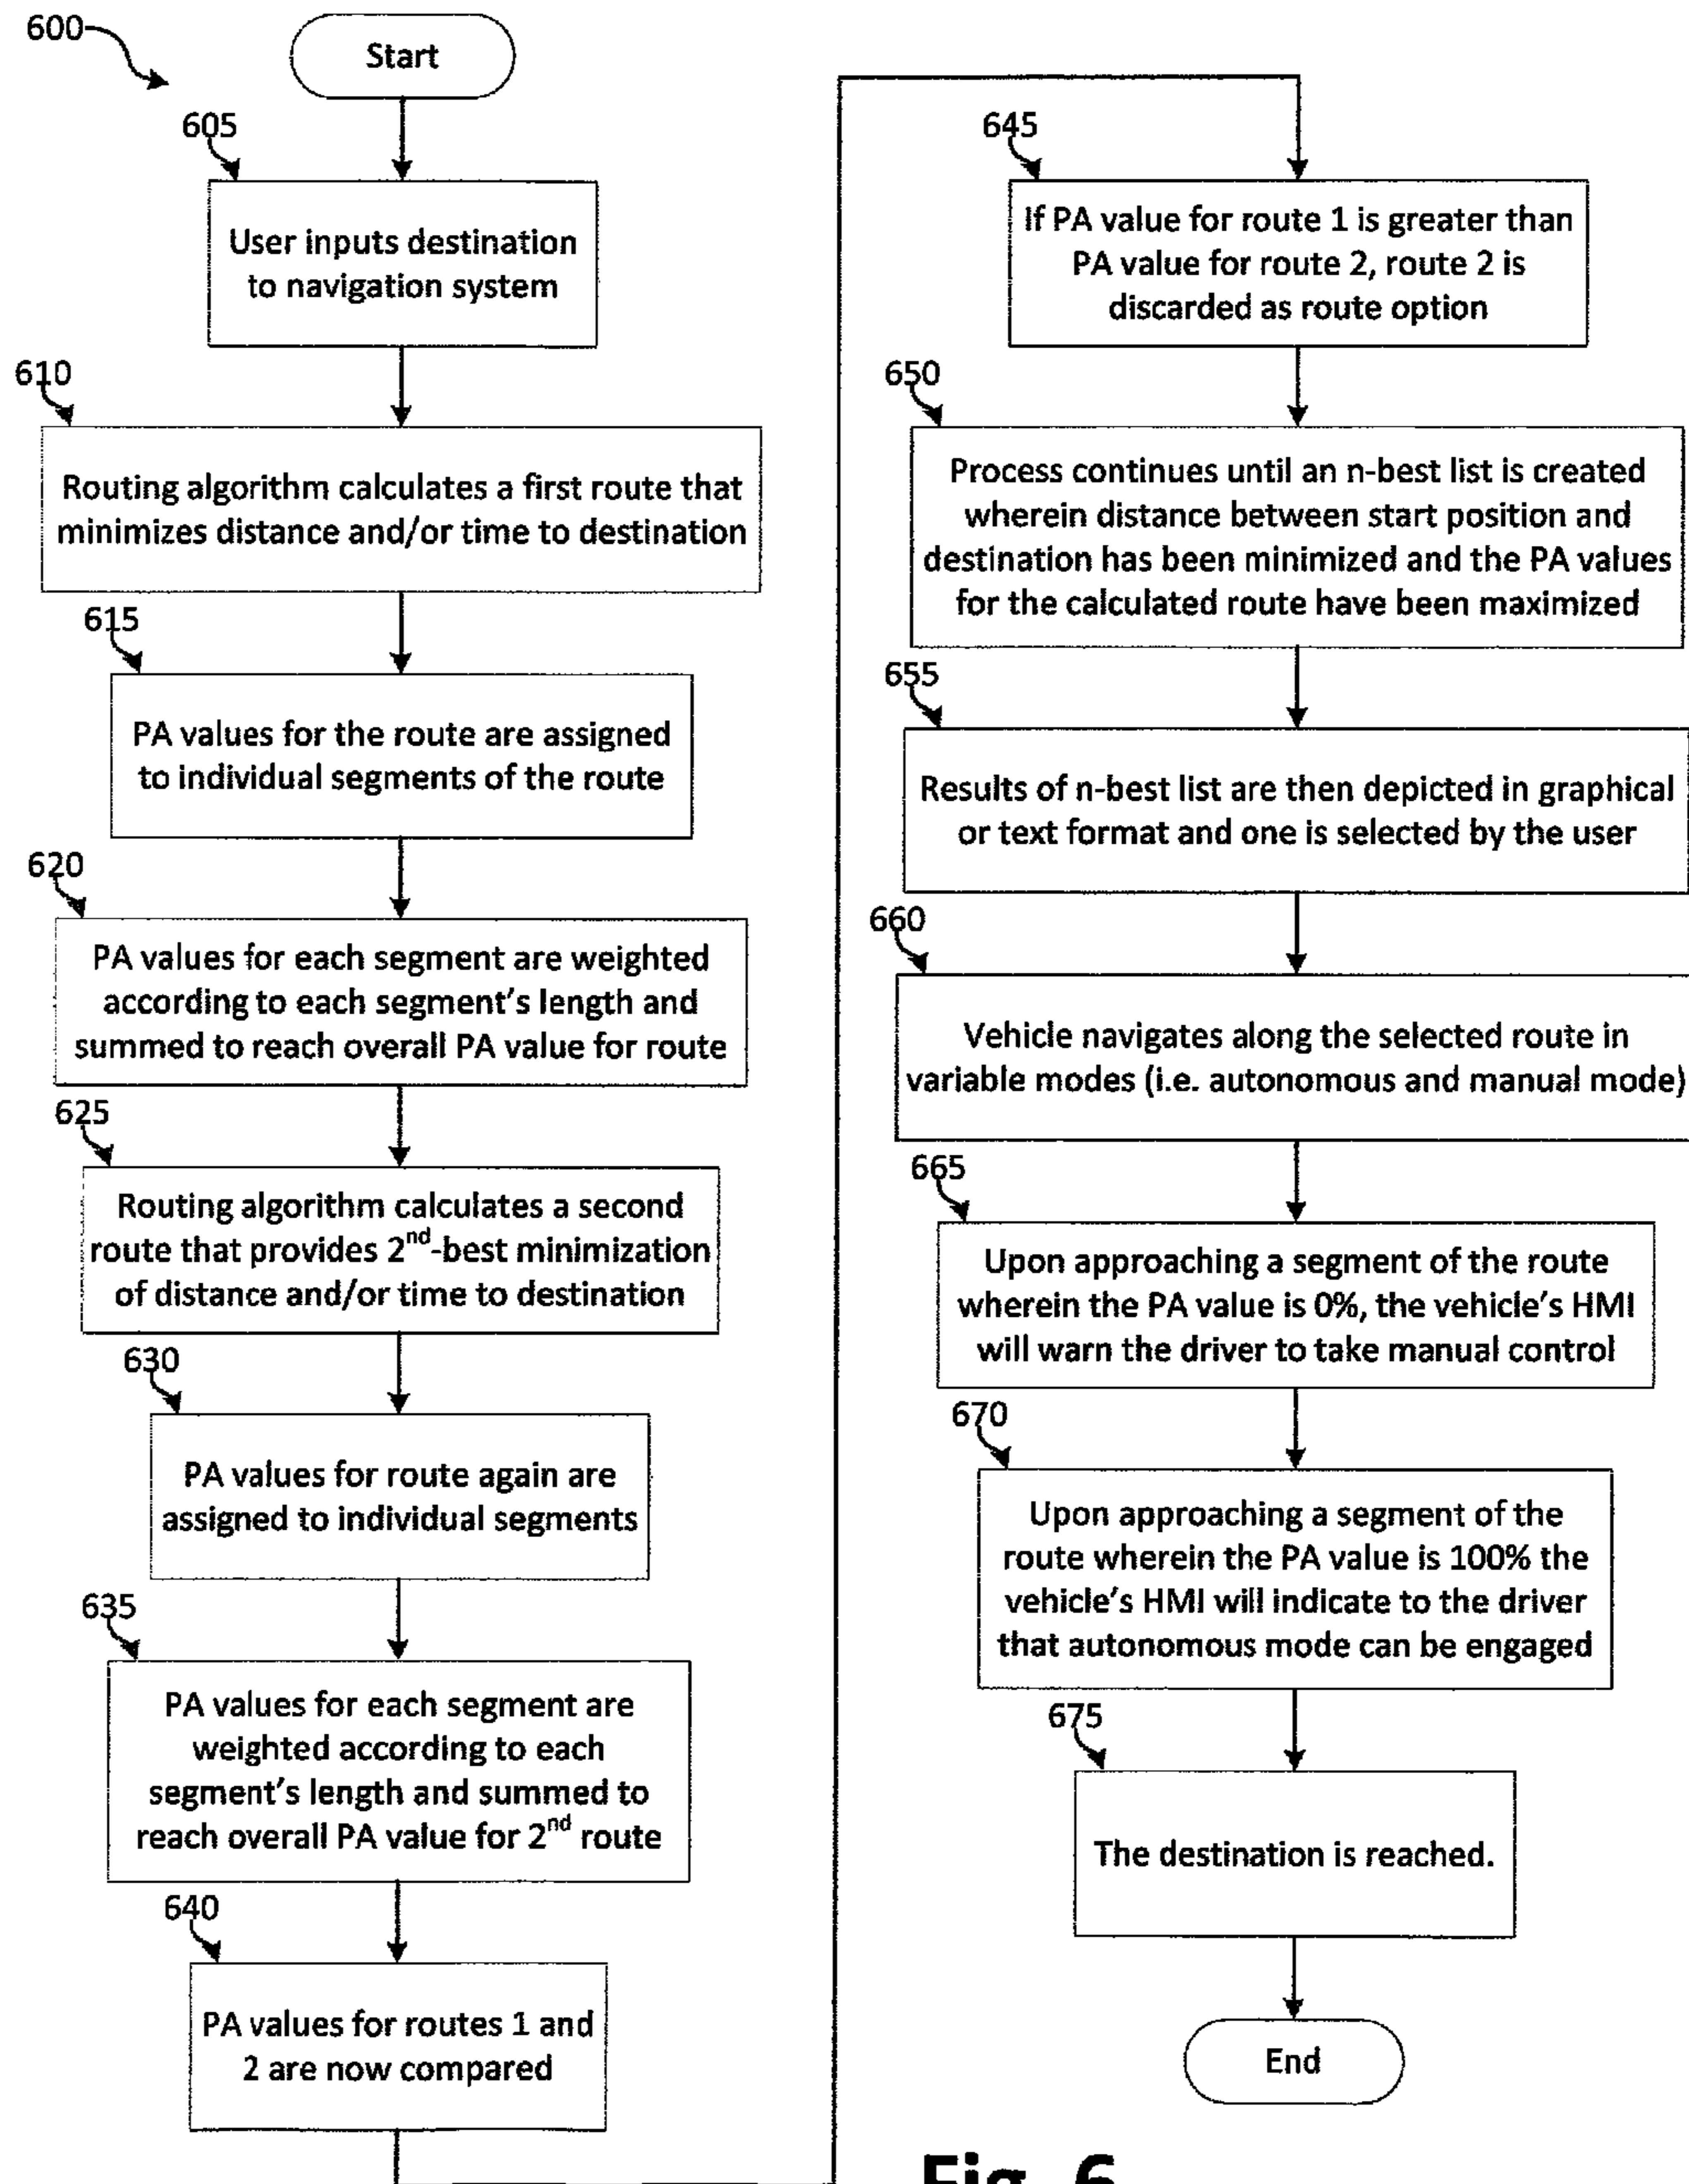 600
Start
605
User inputs destination
to navigation system
610
Routing algorithm calculates a first route that
minimizes distance and/or time to destination
615
PA values for the route are assigned
to individual segments of the route
620
PA values for each segment are weighted
according to each segment's length and
summed to reach overall PA value for route
625
Routing algorithm calculates a second
route that provides 2nd-best minimization
of distance and/or time to destination
630
PA values for route again are
assigned to individual segments
635
PA values for each segment are
weighted according to each
segment's length and summed to
reach overall PA value for 2nd route
640
PA values for routes 1 and
2 are now compared
645
If PA value for route 1 is greater than
PA value for route 2, route 2 is
discarded as route option
650
Process continues until an n-best list is created
wherein distance between start position and
destination has been minimized and the PA values
for the calculated route have been maximized
655
Results of n-best list are then depicted in graphical
or text format and one is selected by the user
660
Vehicle navigates along the selected route in
variable modes (i.e. autonomous and manual mode)
665
Upon approaching a segment of the route
wherein the PA value is 0%, the vehicle's HMI
will warn the driver to take manual control
670
Upon approaching a segment of the
route wherein the PA value is 100% the
vehicle's HMI will indicate to the driver
that autonomous mode can be engaged
675
The destination is reached.
End
Fig. 6